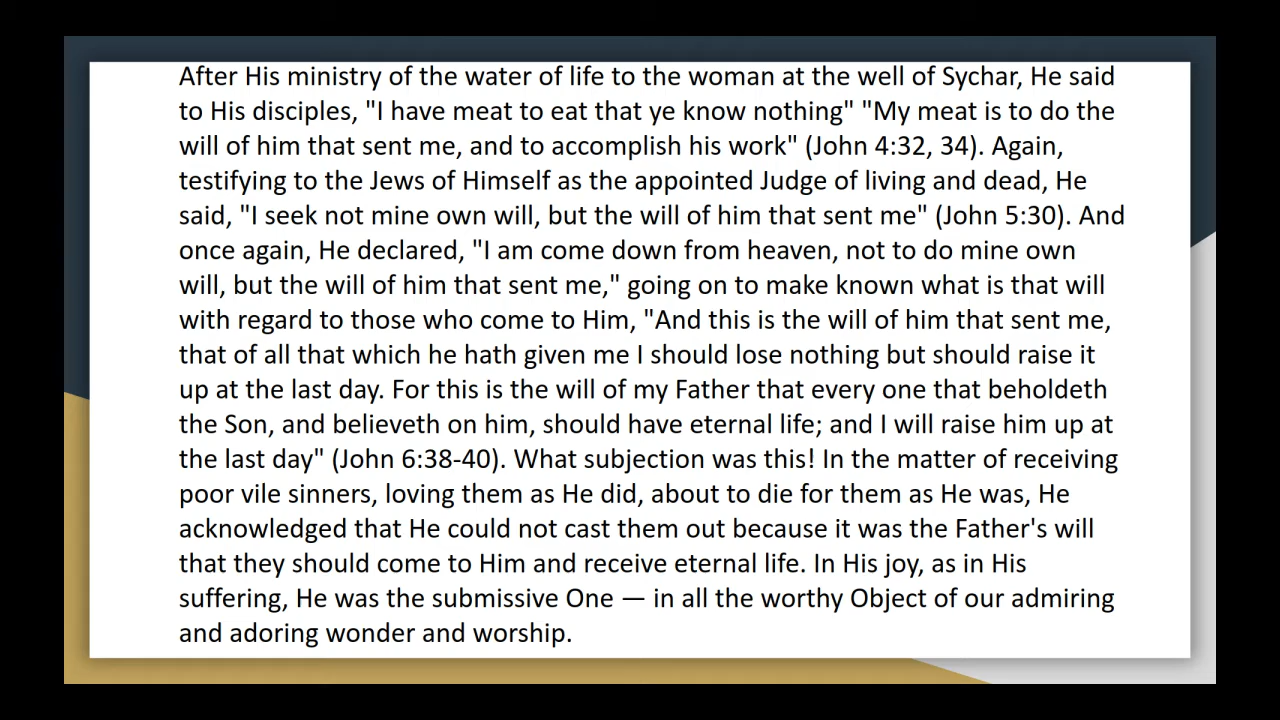 After His ministry of the water of life to the woman at the well of Sychar, He said
to His disciples, "I have meat to eat that ye know nothing" "My meat is to do the
will of him that sent me, and to accomplish his work" (John 4:32, 34). Again,
testifying to the Jews of Himself as the appointed Judge of living and dead, He
said, "I seek not mine own will, but the will of him that sent me" (John 5:30). And
once again, He declared, "I am come down from heaven, not to do mine own
will, but the will of him that sent me," going on to make known what is that will
with regard to those who come to Him, "And this is the will of him that sent me,
that of all that which he hath given me I should lose nothing but should raise it
up at the last day. For this is the will of my Father that every one that beholdeth
the Son, and believeth on him, should have eternal life; and I will raise him up at
the last day" (John 6:38-40). What subjection was this! In the matter of receiving
poor vile sinners, loving them as He did, about to die for them as He was, He
acknowledged that He could not cast them out because it was the Father's will
that they should come to Him and receive eternal life. In His joy, as in His
suffering, He was the submissive One — in all the worthy Object of our admiring
and adoring wonder and worship.